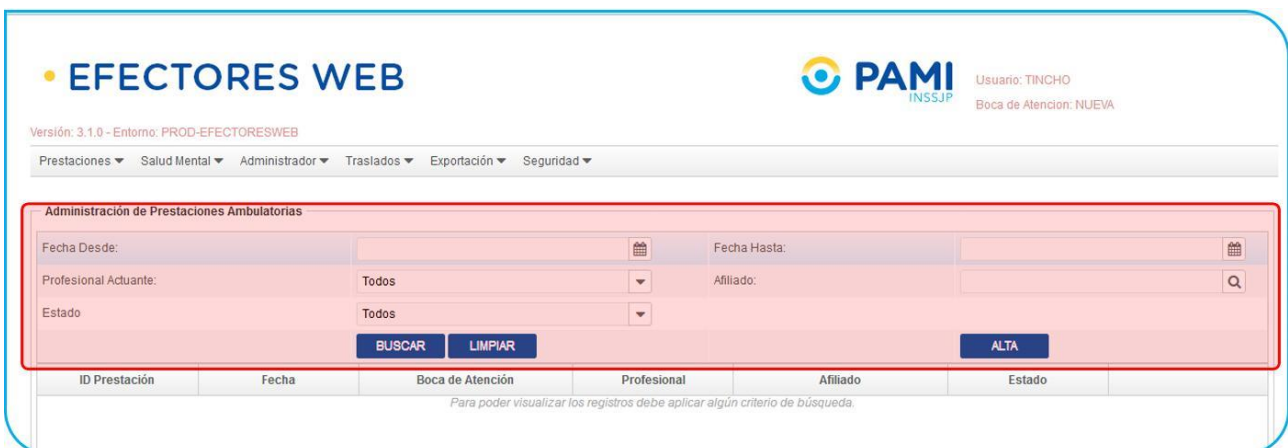 • EFECTORES WEB
PAMI
INSSJP
Usuario: TINCHO
Boca de Atencion: NUEVA
Versión: 3.1.0 - Entorno: PROD-EFECTORESWEB
Prestaciones Salud Mental Administrador Traslados Exportación Seguridad
Administración de Prestaciones Ambulatorias
Fecha Desde: Fecha Hasta:
Profesional Actuante: Todos Afiliado:
Estado Todos
BUSCAR LIMPIAR ALTA
ID Prestación Fecha Boca de Atención Profesional Afiliado Estado
Para poder visualizar los registros debe aplicar algún criterio de búsqueda.